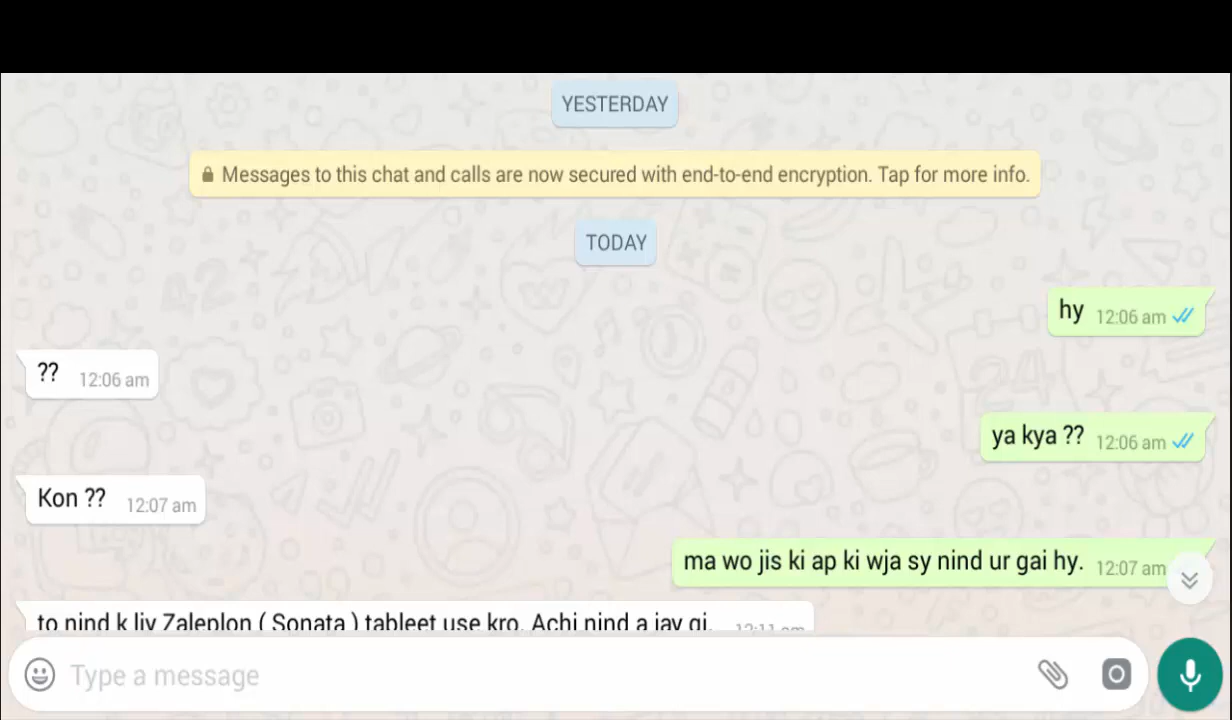 YESTERDAY
Messages to this chat and calls are now secured with end-to-end encryption. Tap for more info.
TODAY
hy 12:06 am
?? 12:06 am
ya kya ?? 12:06 am
Kon ?? 12:07 am
ma wo jis ki ap ki wja sy nind ur gai hy. 12:07 am
to nind k liy Zaleplon ( Sonata ) tableet use kro. Achi nind a jay gi. 12:11 am
Type a message